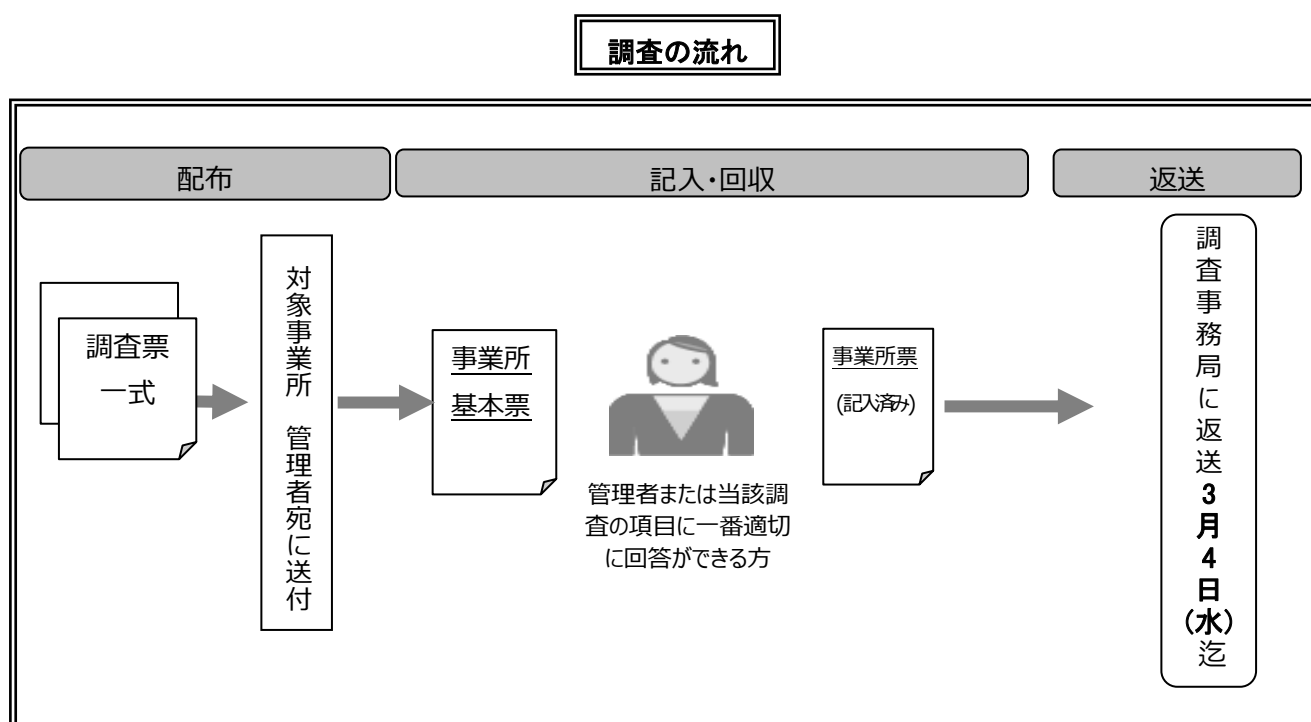 調査の流れ
配布
記入・回収
返送
調査票
一式
対象事業所　管理者宛に送付
事業所
基本票
管理者または当該調
査の項目に一番適切
に回答ができる方
事業所票
(記入済み)
調査事務局に返送3月4日(水)迄